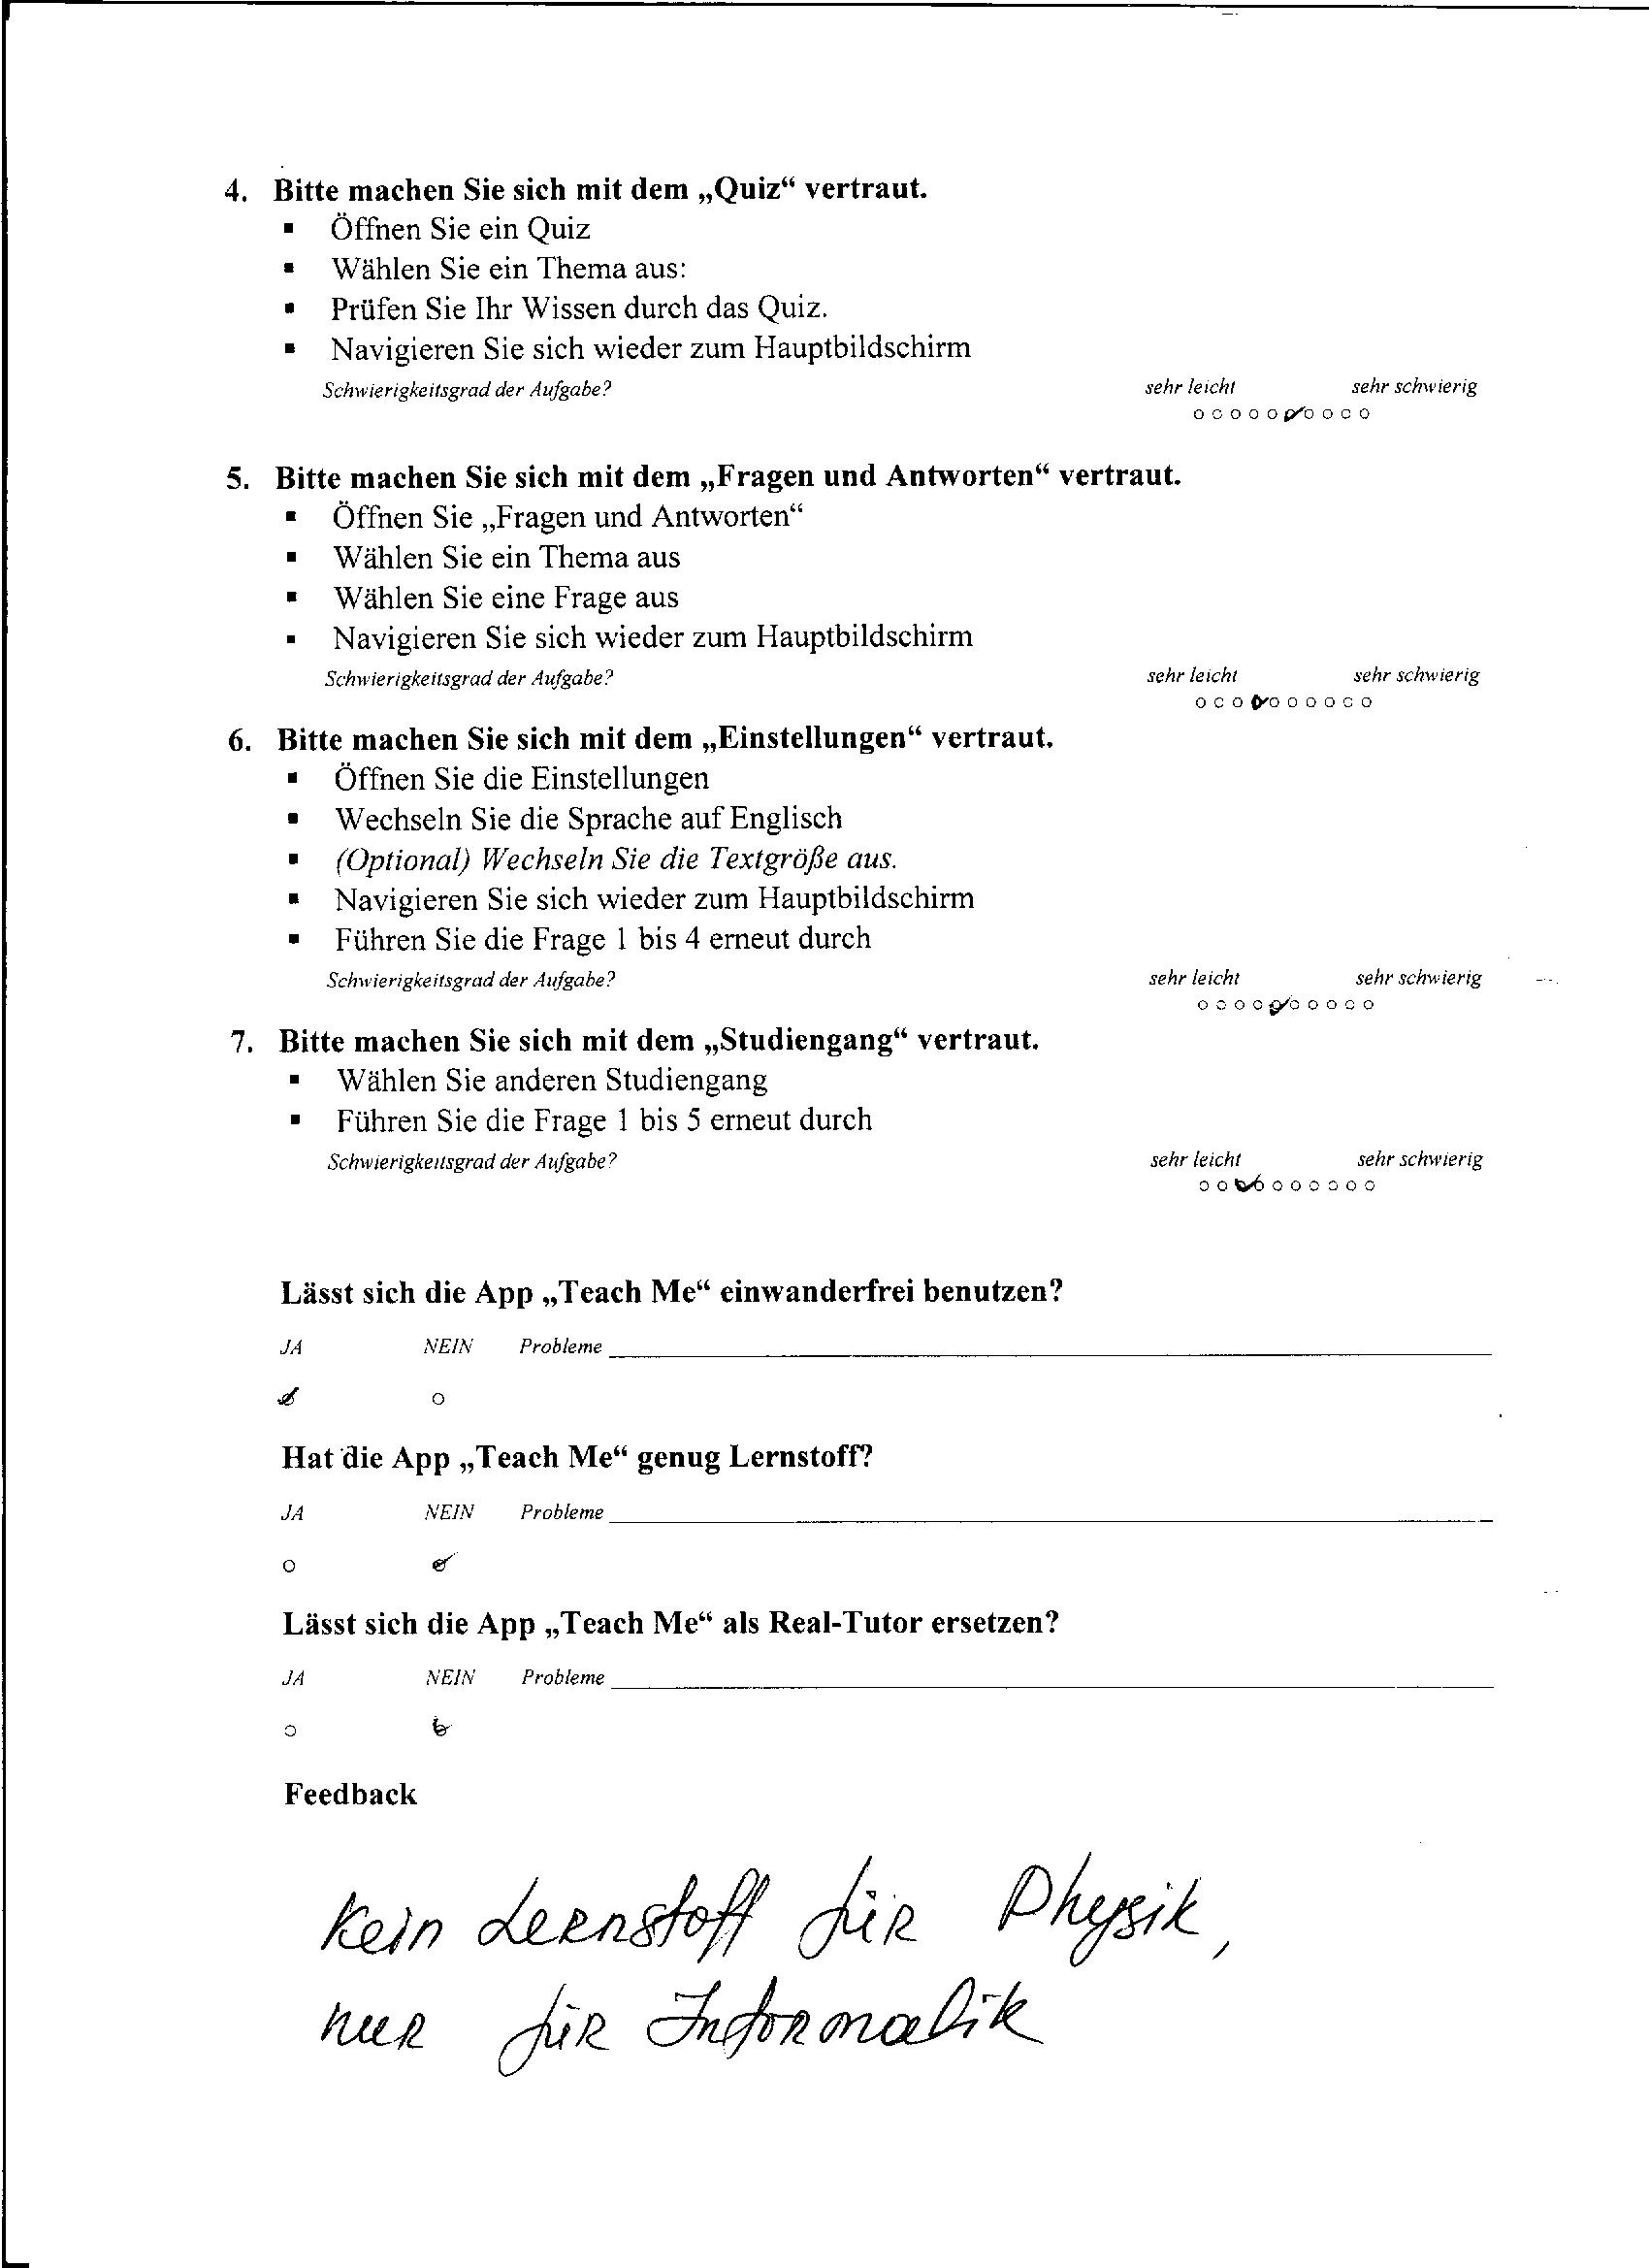 4. Bitte machen Sie sich mit dem „Quiz“ vertraut.
▪ Öffnen Sie ein Quiz
▪ Wählen Sie ein Thema aus:
▪ Prüfen Sie Ihr Wissen durch das Quiz.
▪ Navigieren Sie sich wieder zum Hauptbildschirm
Schwierigkeitsgrad der Aufgabe? sehr leicht sehr schwierig
5. Bitte machen Sie sich mit dem „Fragen und Antworten“ vertraut.
▪ Öffnen Sie „Fragen und Antworten“
▪ Wählen Sie ein Thema aus
▪ Wählen Sie eine Frage aus
▪ Navigieren Sie sich wieder zum Hauptbildschirm
Schwierigkeitsgrad der Aufgabe? sehr leicht sehr schwierig
6. Bitte machen Sie sich mit dem „Einstellungen“ vertraut.
▪ Öffnen Sie die Einstellungen
▪ Wechseln Sie die Sprache auf Englisch
▪ (Optional) Wechseln Sie die Textgröße aus.
▪ Navigieren Sie sich wieder zum Hauptbildschirm
▪ Führen Sie die Frage 1 bis 4 erneut durch
Schwierigkeitsgrad der Aufgabe? sehr leicht sehr schwierig
7. Bitte machen Sie sich mit dem „Studiengang“ vertraut.
▪ Wählen Sie anderen Studiengang
▪ Führen Sie die Frage 1 bis 5 erneut durch
Schwierigkeitsgrad der Aufgabe? sehr leicht sehr schwierig
Lässt sich die App „Teach Me“ einwanderfrei benutzen?
JA NEIN Probleme
Hat die App „Teach Me“ genug Lernstoff?
JA NEIN Probleme
Lässt sich die App „Teach Me“ als Real-Tutor ersetzen?
JA NEIN Probleme
Feedback
Kein Lernstoff für Physik,
nur für Informatik